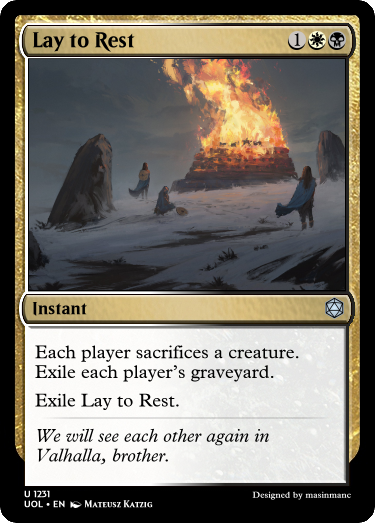 Lay to Rest 1
Instant
Each player sacrifices a creature.
Exile each player's graveyard.
Exile Lay to Rest.
We will see each other again in
Valhalla, brother.
U 1231
UOL • EN Mateusz Katzig
Designed by masinmanc